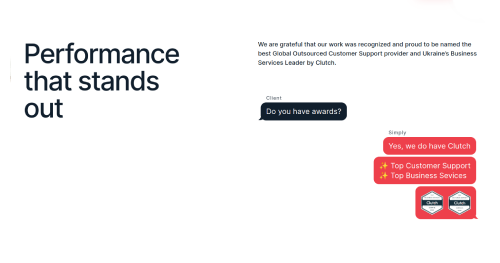 Performance
that stands
out
We are grateful that our work was recognized and proud to be named the
best Global Outsourced Customer Support provider and Ukraine's Business
Services Leader by Clutch.
Client
Do you have awards?
Simply
Yes, we do have Clutch
✨ Top Customer Support
✨ Top Business Sevices
Clutch
Clutch